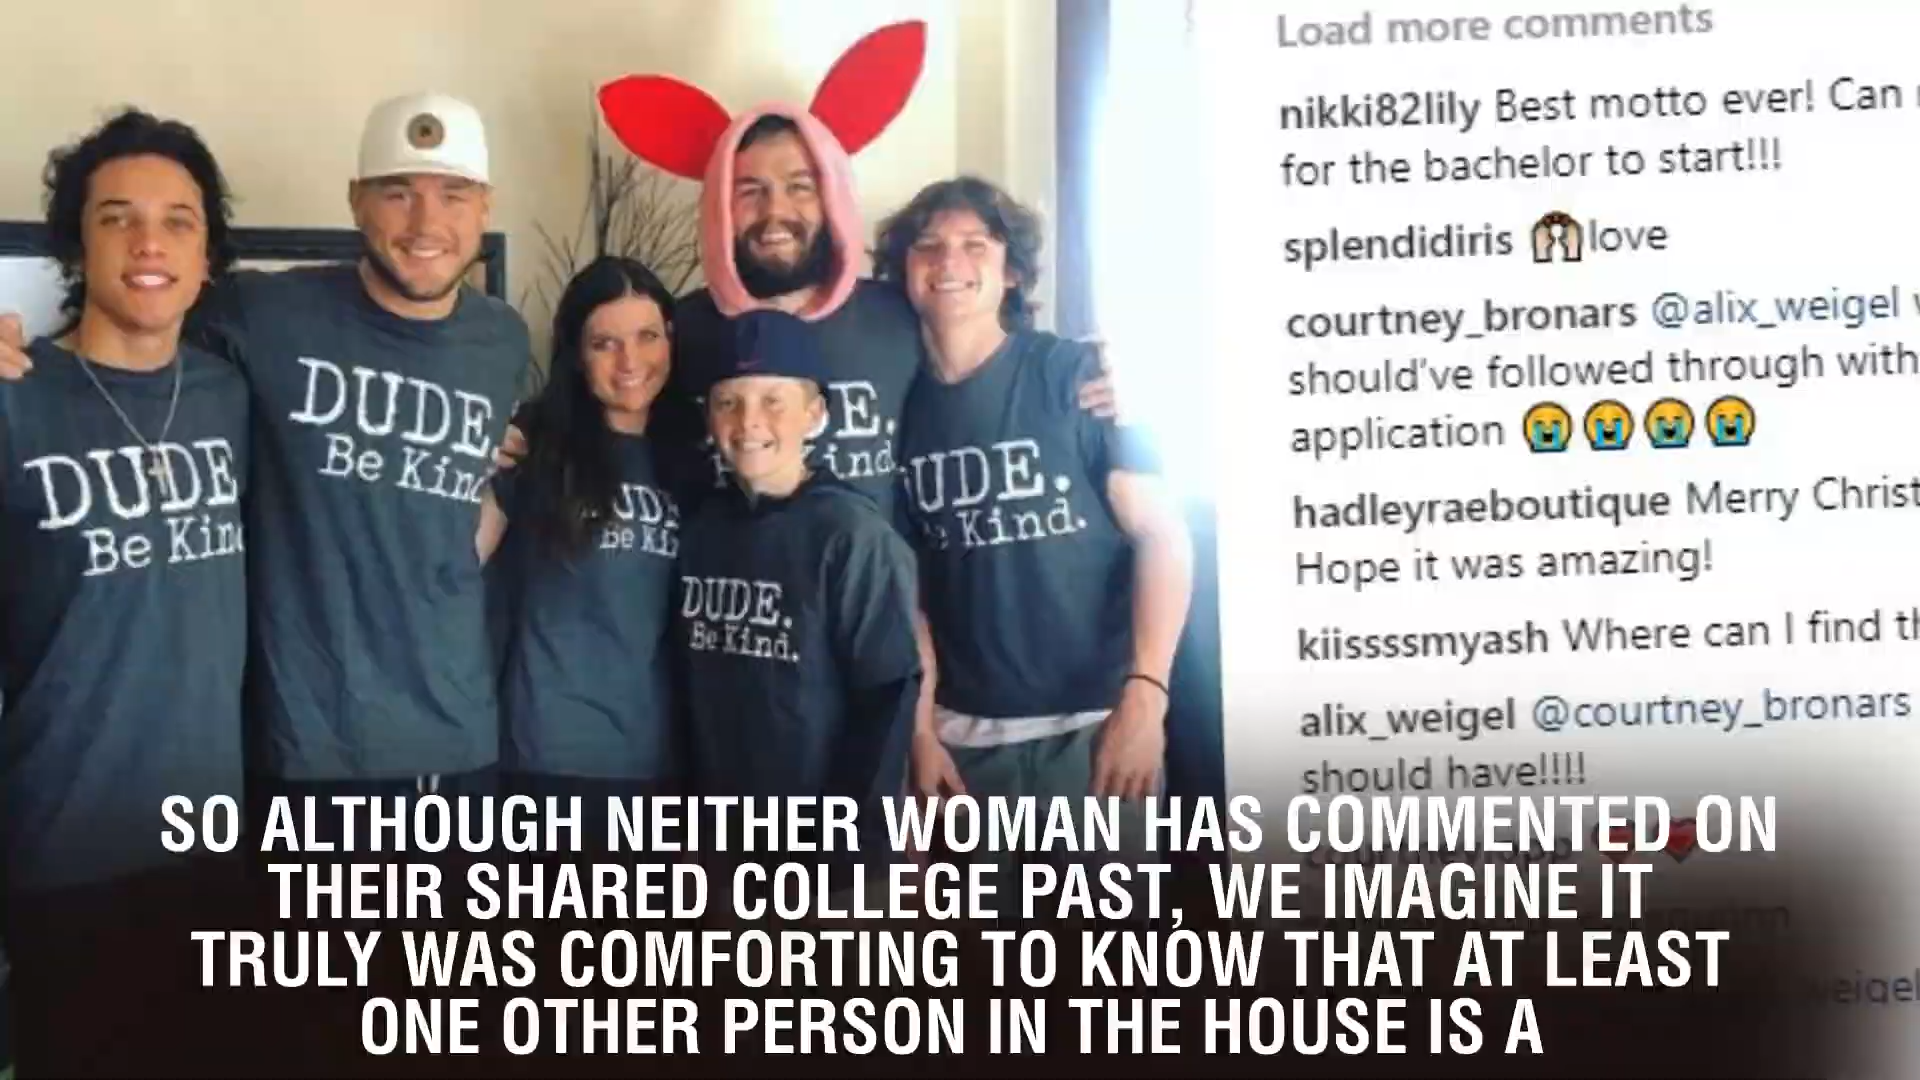 Load more comments
nikki82lily Best motto ever! Can
for the bachelor to start!!!
splendidiris 🙌love
courtney_bronars @alix_weigel
should've followed through with
application 😭😭😭😭
hadleyraeboutique Merry Christ
Hope it was amazing!
kiissssmyash Where can I find th
alix_weigel @courtney_bronars
should have!!!!
DUDE
Be Kin
DUDE.
Be Kind
UDE
Be Kin
E.
Kind
DUDE.
Be Kind.
UDE.
Kind.
SO ALTHOUGH NEITHER WOMAN HAS COMMENTED ON
THEIR SHARED COLLEGE PAST, WE IMAGINE IT
TRULY WAS COMFORTING TO KNOW THAT AT LEAST
ONE OTHER PERSON IN THE HOUSE IS A